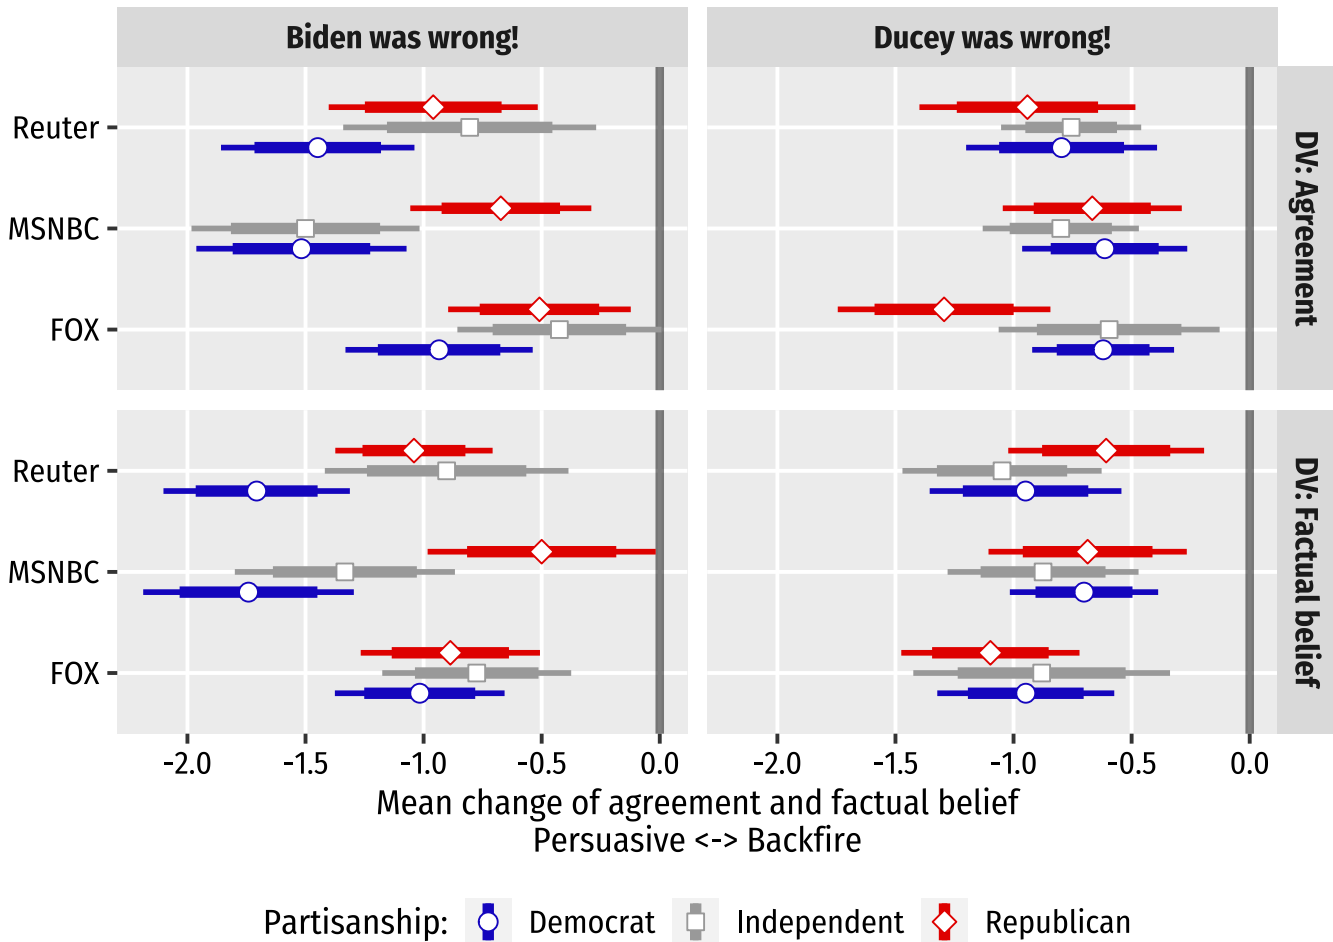 Biden was wrong!
Ducey was wrong!
Reuter
MSNBC
FOX
DV: Agreement
Reuter
MSNBC
FOX
DV: Factual belief
-2.0 -1.5 -1.0 -0.5 0.0
-2.0 -1.5 -1.0 -0.5 0.0
Mean change of agreement and factual belief
Persuasive <-> Backfire
Partisanship: Democrat Independent Republican